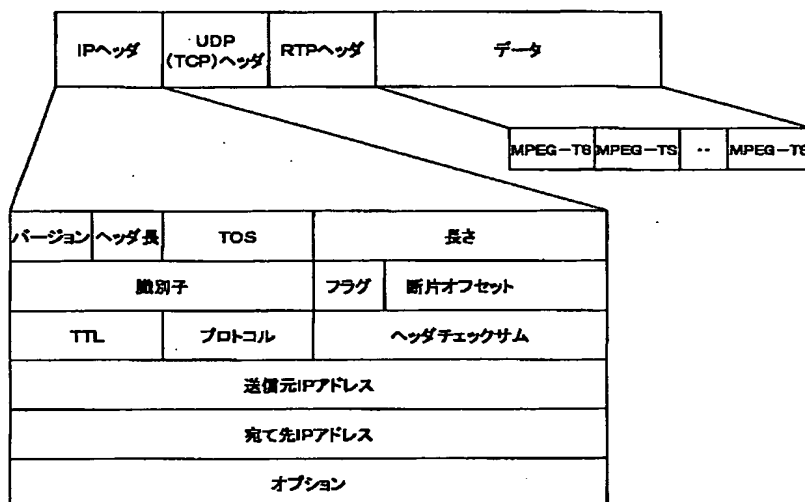 IPヘッダ
UDP
(TCP)ヘッダ
RTPヘッダ
データ
MPEG-TS
MPEG-TS
‥
MPEG-TS
バージョン
ヘッダ長
TOS
長さ
識別子
フラグ
断片オフセット
TTL
プロトコル
ヘッダチェックサム
送信元IPアドレス
宛て先IPアドレス
オプション